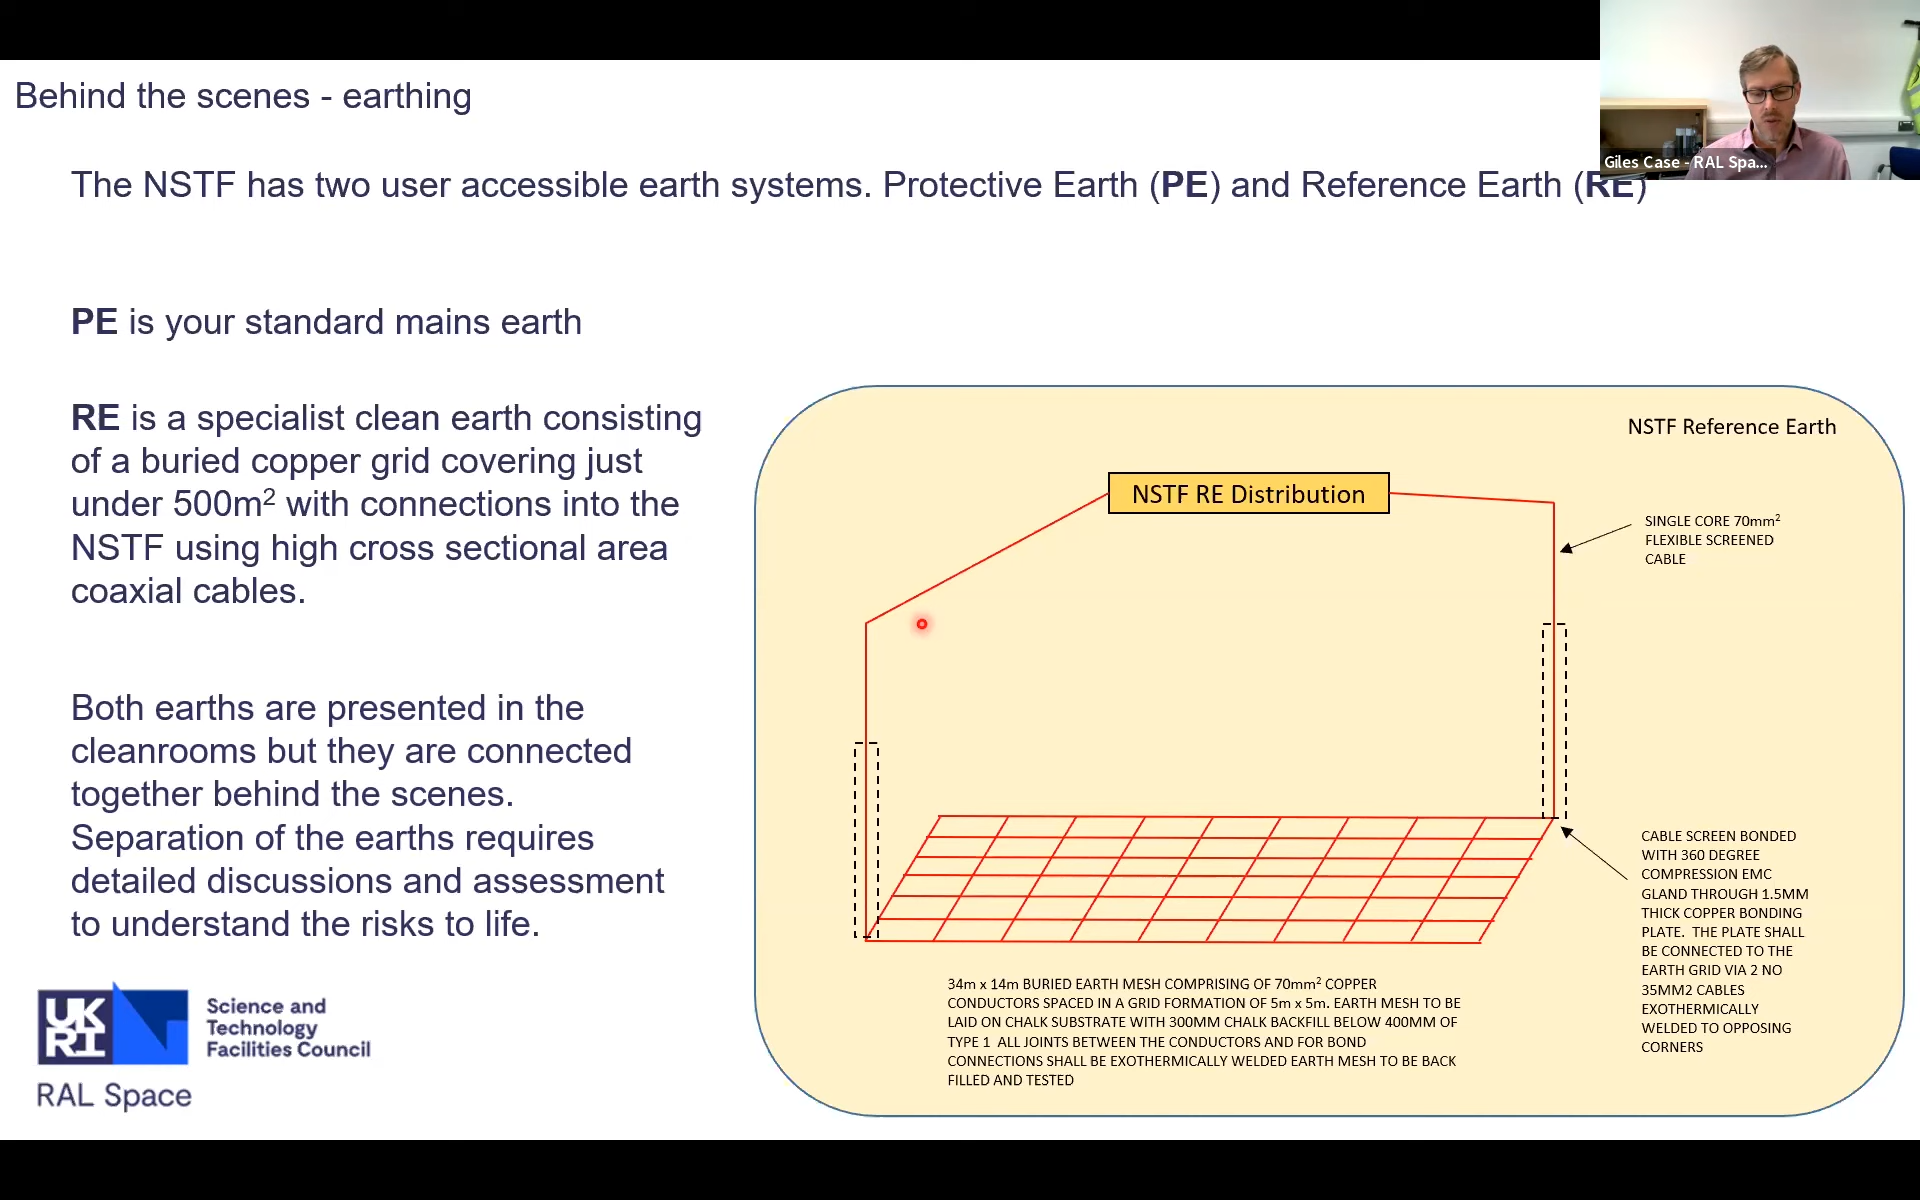 Behind the scenes - earthing
Giles Case - RAL Spa...
The NSTF has two user accessible earth systems. Protective Earth (PE) and Reference Earth (RE)
PE is your standard mains earth
RE is a specialist clean earth consisting
of a buried copper grid covering just
under 500m² with connections into the
NSTF using high cross sectional area
coaxial cables.
Both earths are presented in the
cleanrooms but they are connected
together behind the scenes.
Separation of the earths requires
detailed discussions and assessment
to understand the risks to life.
NSTF Reference Earth
NSTF RE Distribution
SINGLE CORE 70mm²
FLEXIBLE SCREENED
CABLE
CABLE SCREEN BONDED
WITH 360 DEGREE
COMPRESSION EMC
GLAND THROUGH 1.5MM
THICK COPPER BONDING
PLATE. THE PLATE SHALL
BE CONNECTED TO THE
EARTH GRID VIA 2 NO
35MM2 CABLES
EXOTHERMICALLY
WELDED TO OPPOSING
CORNERS
34m x 14m BURIED EARTH MESH COMPRISING OF 70mm² COPPER
CONDUCTORS SPACED IN A GRID FORMATION OF 5m x 5m. EARTH MESH TO BE
LAID ON CHALK SUBSTRATE WITH 300MM CHALK BACKFILL BELOW 400MM OF
TYPE 1 ALL JOINTS BETWEEN THE CONDUCTORS AND FOR BOND
CONNECTIONS SHALL BE EXOTHERMICALLY WELDED EARTH MESH TO BE BACK
FILLED AND TESTED
UK
RI
Science and
Technology
Facilities Council
RAL Space